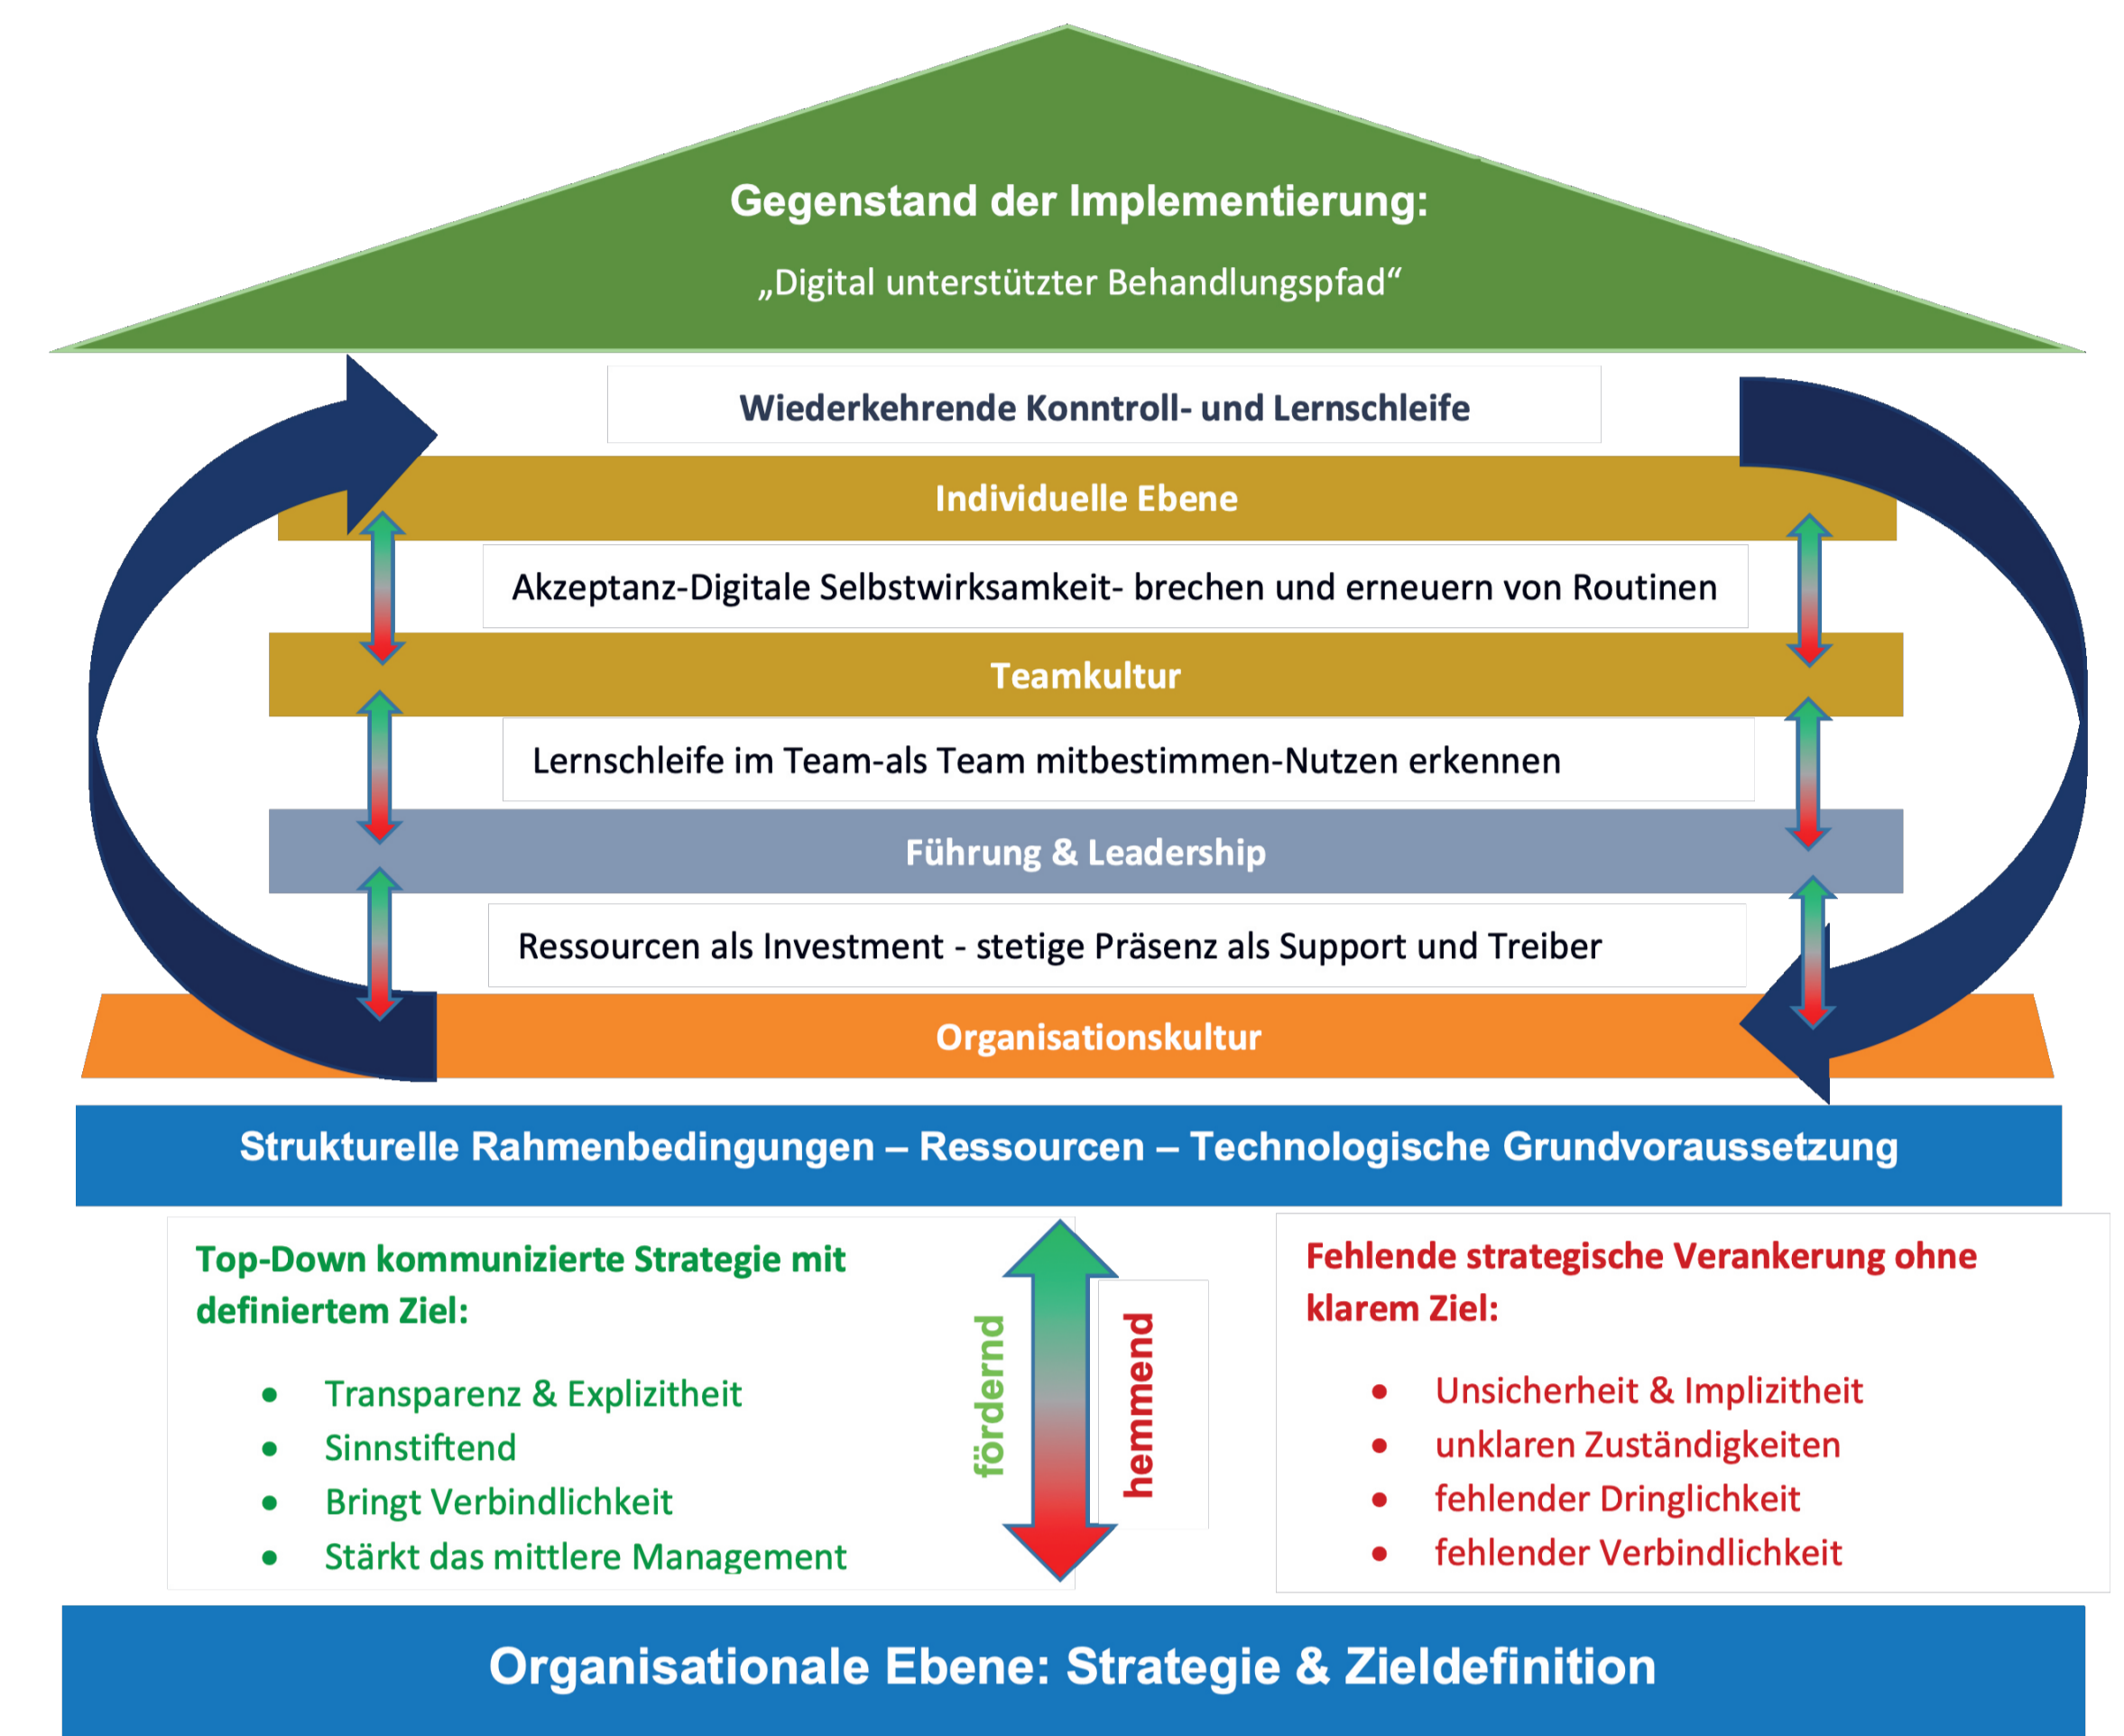 Gegenstand der Implementierung:
„Digital unterstützter Behandlungspfad“
Wiederkehrende Konntroll- und Lernschleife
Individuelle Ebene
Akzeptanz-Digitale Selbstwirksamkeit- brechen und erneuern von Routinen
Teamkultur
Lernschleife im Team-als Team mitbestimmen-Nutzen erkennen
Führung & Leadership
Ressourcen als Investment - stetige Präsenz als Support und Treiber
Organisationskultur
Strukturelle Rahmenbedingungen – Ressourcen – Technologische Grundvoraussetzung
Top-Down kommunizierte Strategie mit
definiertem Ziel:
• Transparenz & Explizitheit
• Sinnstiftend
• Bringt Verbindlichkeit
• Stärkt das mittlere Management
fördernd
hemmend
Fehlende strategische Verankerung ohne
klarem Ziel:
• Unsicherheit & Implizitheit
• unklaren Zuständigkeiten
• fehlender Dringlichkeit
• fehlender Verbindlichkeit
Organisationale Ebene: Strategie & Zieldefinition